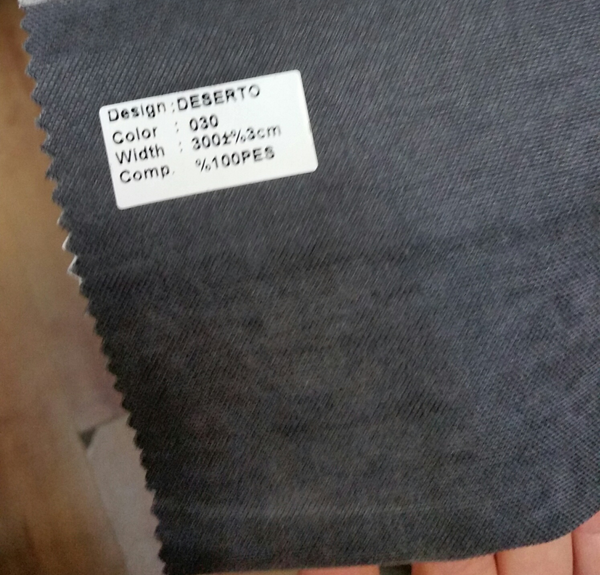 Design :DESERTO
Color : 030
Width : 300±%3cm
Comp. %100PES